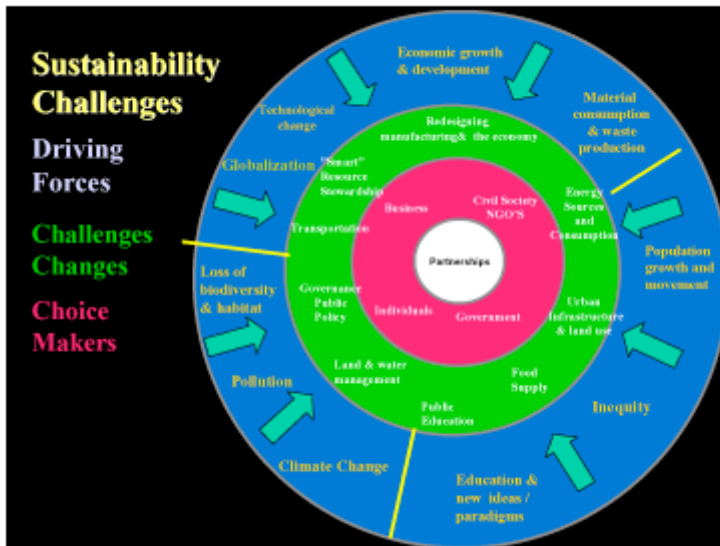 Sustainability
Challenges
Driving
Forces
Challenges
Changes
Choice
Makers
Economic growth
& development
Technological
change
Globalization
Material
consumption
& waste
production
Population
growth and
movement
Inequity
Education &
new ideas /
paradigms
Climate Change
Pollution
Loss of
biodiversity
& habitat
Redesigning
manufacturing& the economy
"Smart"
Resource
Stewardship
Transportation
Energy
Sources
and
Consumption
Urban
Infrastructure
& land use
Food
Supply
Public
Education
Land & water
management
Governance
Public
Policy
Business
Civil Society
NGO'S
Individuals
Government
Partnerships